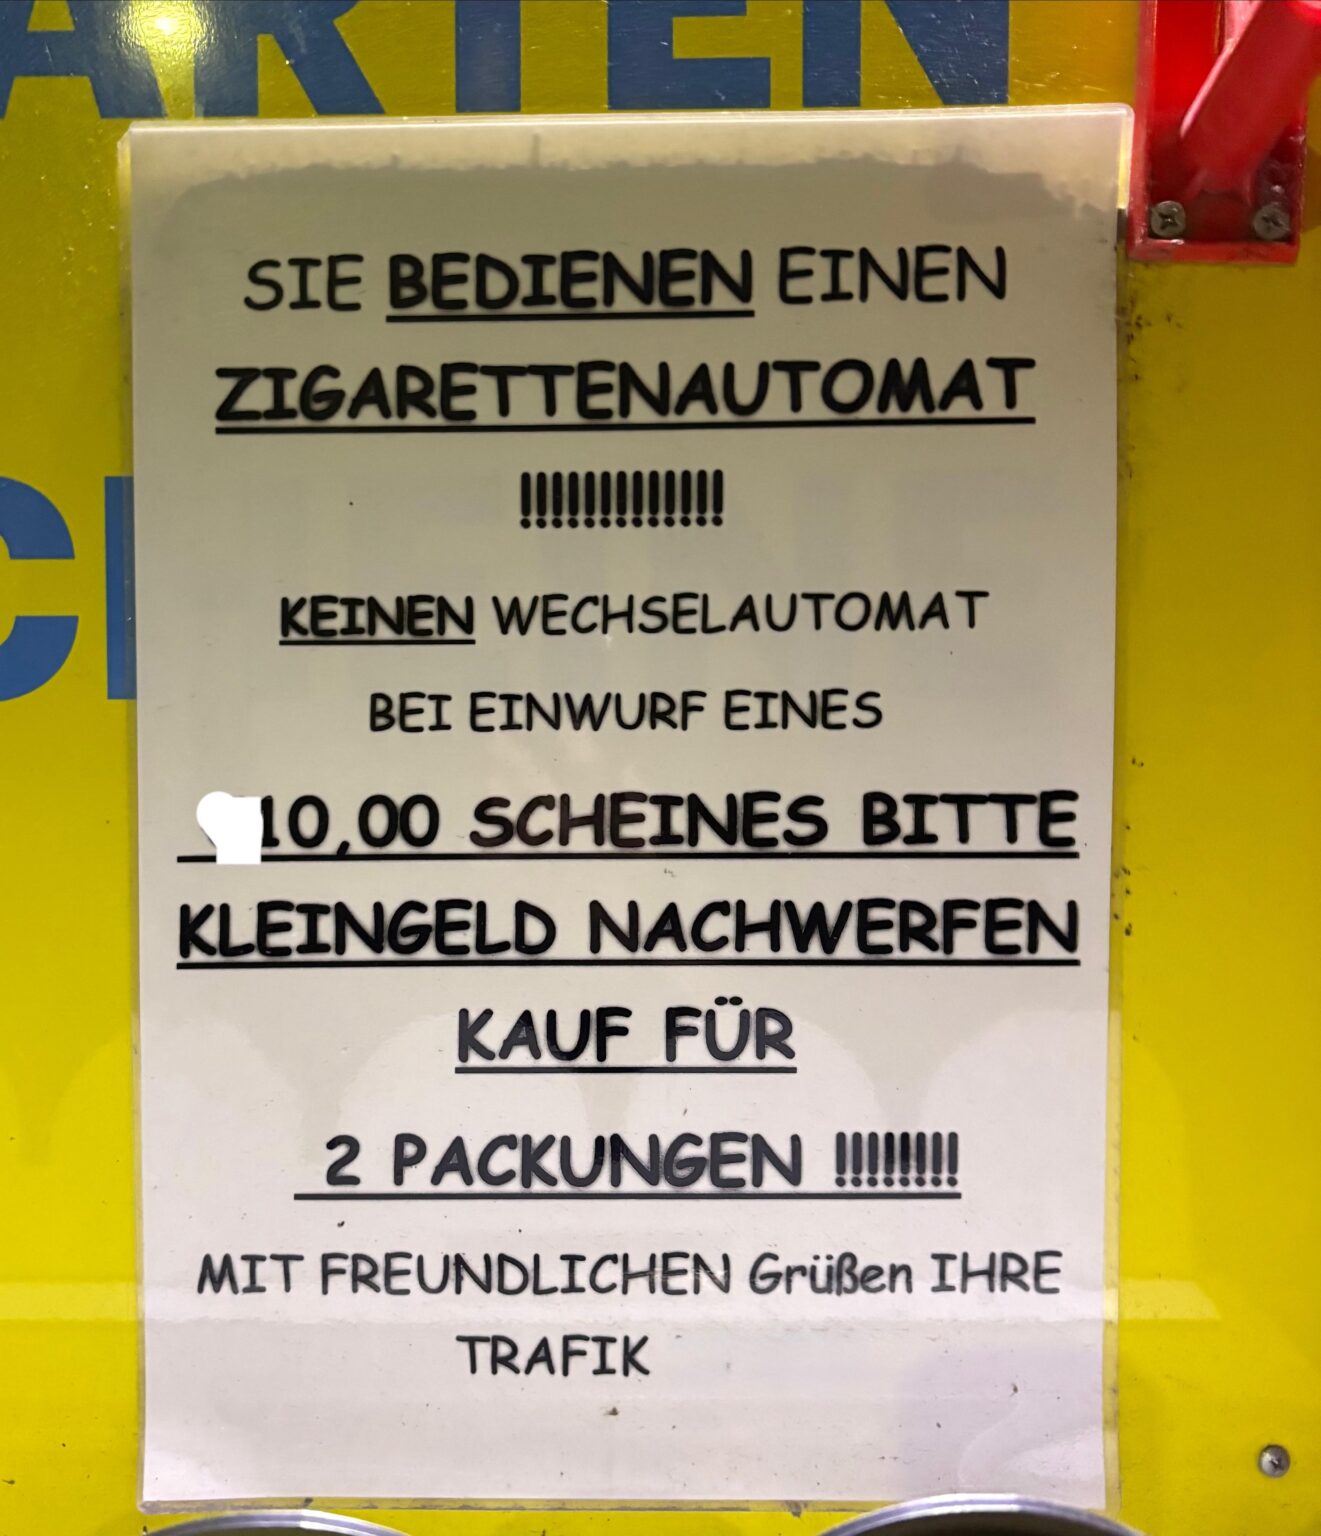 ARTEN
SIE BEDIENEN EINEN
ZIGARETTENAUTOMAT
!!!!!!!!!!!!!
KEINEN WECHSELAUTOMAT
BEI EINWURF EINES
10,00 SCHEINES BITTE
KLEINGELD NACHWERFEN
KAUF FÜR
2 PACKUNGEN !!!!!!!!
MIT FREUNDLICHEN Grüßen IHRE
TRAFIK